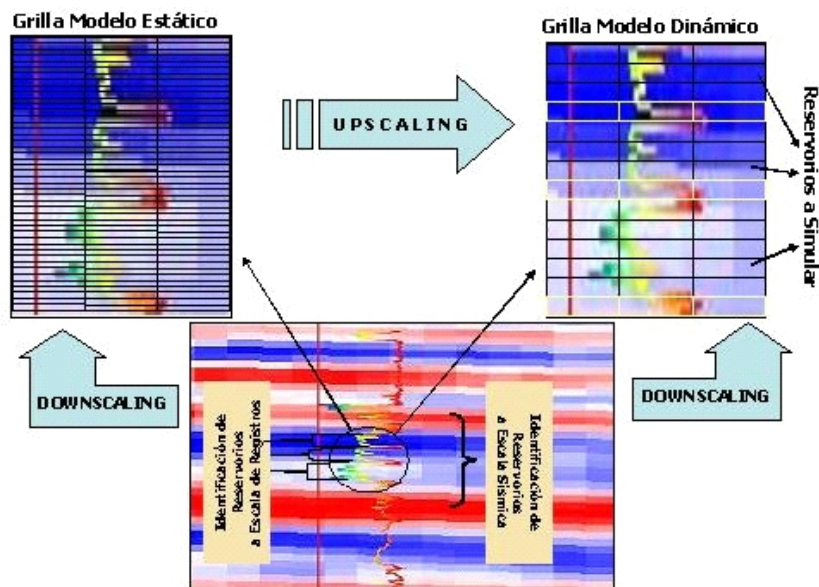 Grilla Modelo Estático
Grilla Modelo Dinámico
UPSCALING
Reservorios a Simular
DOWNSCALING
DOWNSCALING
Identificación de
Reservorios
a Escala de Registros
Identificación de
Reservorios
a Escala Sísmica